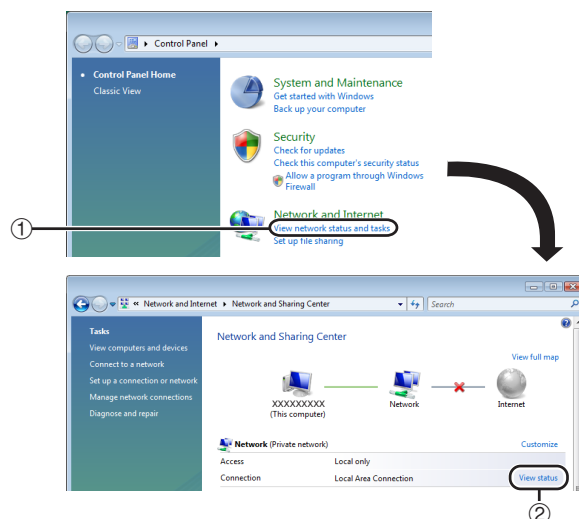 Control Panel
Control Panel Home
Classic View
System and Maintenance
Get started with Windows
Back up your computer
Security
Check for updates
Check this computer's security status
Allow a program through Windows
Firewall
Network and Internet
View network status and tasks
Set up file sharing
①
« Network and Internet Network and Sharing Center
Search
Tasks
View computers and devices
Connect to a network
Set up a connection or network
Manage network connections
Diagnose and repair
Network and Sharing Center
View full map
XXXXXXXXX
(This computer)
Network
Internet
Network (Private network)
Customize
Access Local only
Connection Local Area Connection View status
②